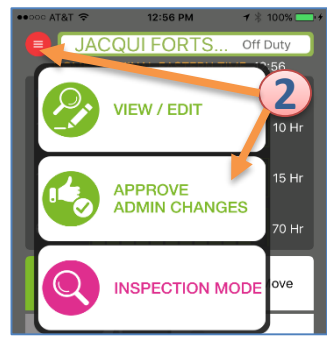 ●●○○○ AT&T 12:56 PM 100%
JACQUI FORTS... Off Duty
:56
2
VIEW / EDIT
10 Hr
APPROVE
ADMIN CHANGES
15 Hr
70 Hr
INSPECTION MODE
ove